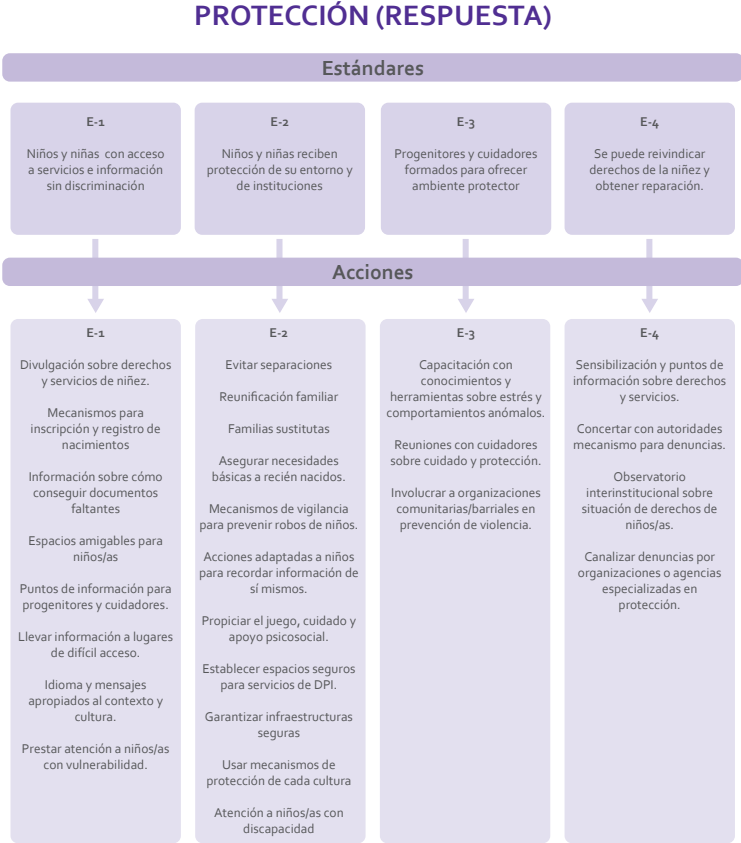 PROTECCIÓN (RESPUESTA)
Estándares
E-1
Niños y niñas con acceso
a servicios e información
sin discriminación
E-2
Niños y niñas reciben
protección de su entorno y
de instituciones
E-3
Progenitores y cuidadores
formados para ofrecer
ambiente protector
E-4
Se puede reivindicar
derechos de la niñez y
obtener reparación.
Acciones
E-1
Divulgación sobre derechos
y servicios de niñez.
Mecanismos para
inscripción y registro de
nacimientos
Información sobre cómo
conseguir documentos
faltantes
Espacios amigables para
niños/as
Puntos de información para
progenitores y cuidadores.
Llevar información a lugares
de difícil acceso.
Idioma y mensajes
apropiados al contexto y
cultura.
Prestar atención a niños/as
con vulnerabilidad.
E-2
Evitar separaciones
Reunificación familiar
Familias sustitutas
Asegurar necesidades
básicas a recién nacidos.
Mecanismos de vigilancia
para prevenir robos de niños.
Acciones adaptadas a niños
para recordar información de
sí mismos.
Propiciar el juego, cuidado y
apoyo psicosocial.
Establecer espacios seguros
para servicios de DPI.
Garantizar infraestructuras
seguras
Usar mecanismos de
protección de cada cultura
Atención a niños/as con
discapacidad
E-3
Capacitación con
conocimientos y
herramientas sobre estrés y
comportamientos anómalos.
Reuniones con cuidadores
sobre cuidado y protección.
Involucrar a organizaciones
comunitarias/barriales en
prevención de violencia.
E-4
Sensibilización y puntos de
información sobre derechos
y servicios.
Concertar con autoridades
mecanismo para denuncias.
Observatorio
interinstitucional sobre
situación de derechos de
niños/as.
Canalizar denuncias por
organizaciones o agencias
especializadas en
protección.